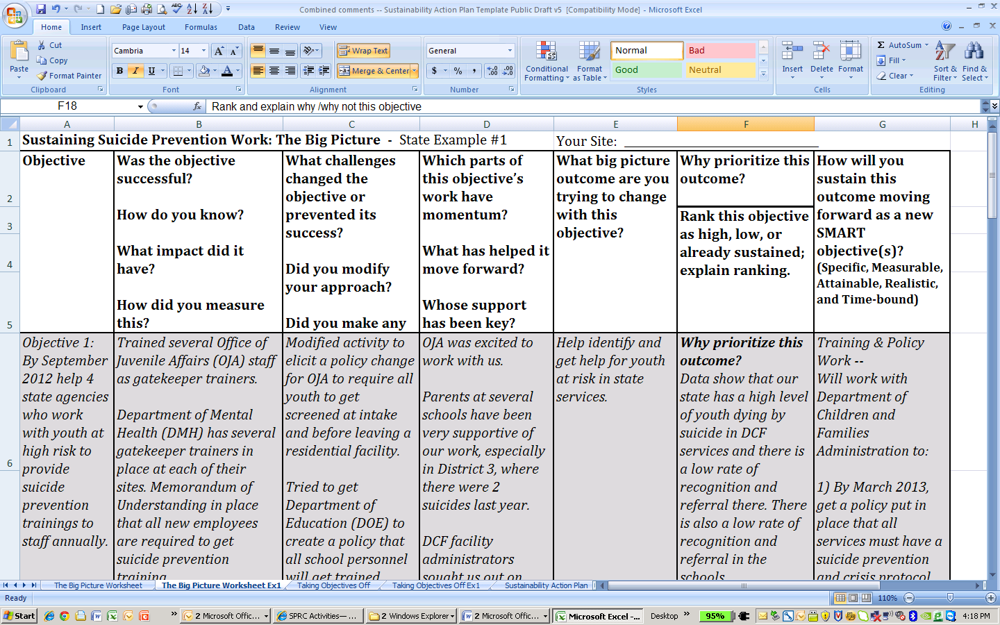 Combined comments -- Sustainability Action Plan Template Public Draft v5 [Compatibility Mode] - Microsoft Excel
Home Insert Page Layout Formulas Data Review View
Paste
Cut
Copy
Format Painter
Clipboard
Cambria 14
B I U
Font
Wrap Text
Merge & Center
Alignment
General
$ % ,
Number
Conditional Formatting
Format as Table
Normal Bad
Good Neutral
Styles
Insert Delete Format
Cells
Σ AutoSum
Fill
Clear
Sort & Filter
Find & Select
Editing
F18 fx Rank and explain why /why not this objective
A B C D E F G H
1
2
3
4
5
6
Sustaining Suicide Prevention Work: The Big Picture - State Example #1
Your Site: ____________________________
Objective
Was the objective
successful?
How do you know?
What impact did it
have?
How did you measure
this?
What challenges
changed the
objective or
prevented its
success?
Did you modify
your approach?
Did you make any
Which parts of
this objective's
work have
momentum?
What has helped it
move forward?
Whose support
has been key?
What big picture
outcome are you
trying to change
with this
objective?
Why prioritize this
outcome?
Rank this objective
as high, low, or
already sustained;
explain ranking.
How will you
sustain this
outcome moving
forward as a new
SMART
objective(s)?
(Specific, Measurable,
Attainable, Realistic,
and Time-bound)
Objective 1:
By September
2012 help 4
state agencies
who work
with youth at
high risk to
provide
suicide
prevention
trainings to
staff annually.
Trained several Office of
Juvenile Affairs (OJA) staff
as gatekeeper trainers.
Department of Mental
Health (DMH) has several
gatekeeper trainers in
place at each of their
sites. Memorandum of
Understanding in place
that all new employees
are required to get
suicide prevention
training
Modified activity to
elicit a policy change
for OJA to require all
youth to get
screened at intake
and before leaving a
residential facility.
Tried to get
Department of
Education (DOE) to
create a policy that
all school personnel
will get trained
OJA was excited to
work with us.
Parents at several
schools have been
very supportive of
our work, especially
in District 3, where
there were 2
suicides last year.
DCF facility
administrators
sought us out on
Help identify and
get help for youth
at risk in state
services.
Why prioritize this
outcome?
Data show that our
state has a high level
of youth dying by
suicide in DCF
services and there is
a low rate of
recognition and
referral there. There
is also a low rate of
recognition and
referral in the
schools
Training & Policy
Work --
Will work with
Department of
Children and
Families
Administration to:
1) By March 2013,
get a policy put in
place that all
services must have a
suicide prevention
and crisis protocol
The Big Picture Worksheet The Big Picture Worksheet Ex1 Taking Objectives Off Taking Objectives Off Ex1 Sustainability Action Plan
Ready 110%
Start » 2 Microsoft Offic... SPRC Activities— ... 2 Windows Explorer 2 Microsoft Offic... Microsoft Excel -... Desktop » 95% 4:18 PM